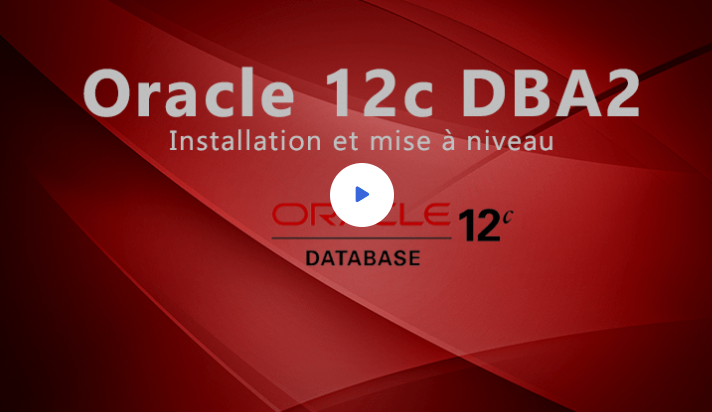 Oracle 12c DBA2
Installation et mise à niveau
ORACLE 12c
DATABASE